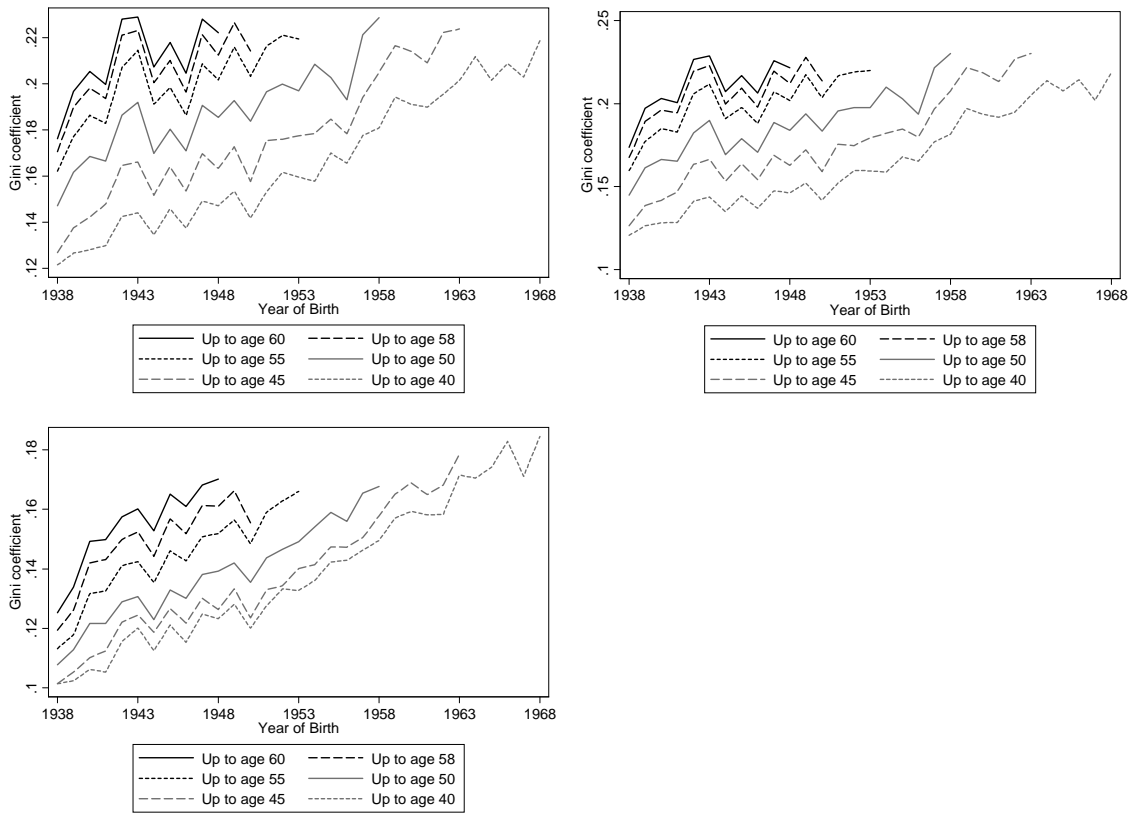 .22
.2
.18
.16
.14
.12
Gini coefficient
1938 1943 1948 1953 1958 1963 1968
Year of Birth
Up to age 60 Up to age 58
Up to age 55 Up to age 50
Up to age 45 Up to age 40
.25
.2
.15
.1
Gini coefficient
1938 1943 1948 1953 1958 1963 1968
Year of Birth
Up to age 60 Up to age 58
Up to age 55 Up to age 50
Up to age 45 Up to age 40
.18
.16
.14
.12
.1
Gini coefficient
1938 1943 1948 1953 1958 1963 1968
Year of Birth
Up to age 60 Up to age 58
Up to age 55 Up to age 50
Up to age 45 Up to age 40